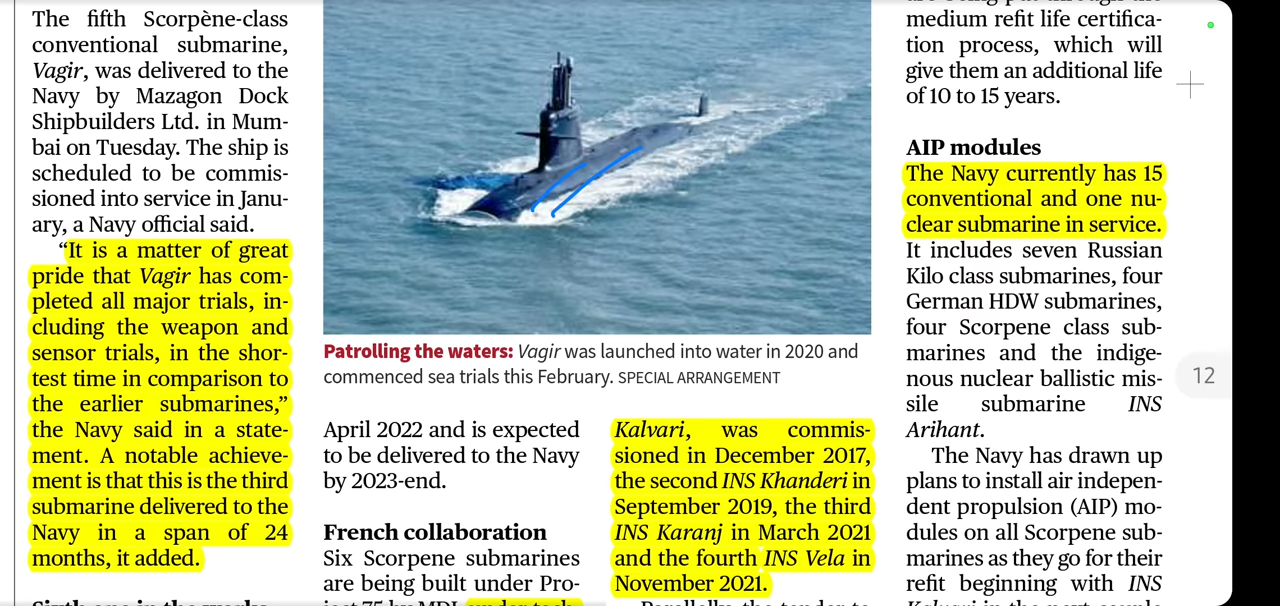 The fifth Scorpène-class
conventional submarine,
Vagir, was delivered to the
Navy by Mazagon Dock
Shipbuilders Ltd. in Mum-
bai on Tuesday. The ship is
scheduled to be commis-
sioned into service in Janu-
ary, a Navy official said.
“It is a matter of great
pride that Vagir has com-
pleted all major trials, in-
cluding the weapon and
sensor trials, in the shor-
test time in comparison to
the earlier submarines,”
the Navy said in a state-
ment. A notable achieve-
ment is that this is the third
submarine delivered to the
Navy in a span of 24
months, it added.
Patrolling the waters: Vagir was launched into water in 2020 and
commenced sea trials this February. SPECIAL ARRANGEMENT
April 2022 and is expected
to be delivered to the Navy
by 2023-end.
French collaboration
Six Scorpene submarines
are being built under Pro-
Kalvari, was commis-
sioned in December 2017,
the second INS Khanderi in
September 2019, the third
INS Karanj in March 2021
and the fourth INS Vela in
November 2021.
medium refit life certifica-
tion process, which will
give them an additional life
of 10 to 15 years.
AIP modules
The Navy currently has 15
conventional and one nu-
clear submarine in service.
It includes seven Russian
Kilo class submarines, four
German HDW submarines,
four Scorpene class sub-
marines and the indige-
nous nuclear ballistic mis-
sile submarine INS
Arihant.
The Navy has drawn up
plans to install air indepen-
dent propulsion (AIP) mo-
dules on all Scorpene sub-
marines as they go for their
refit beginning with INS
12